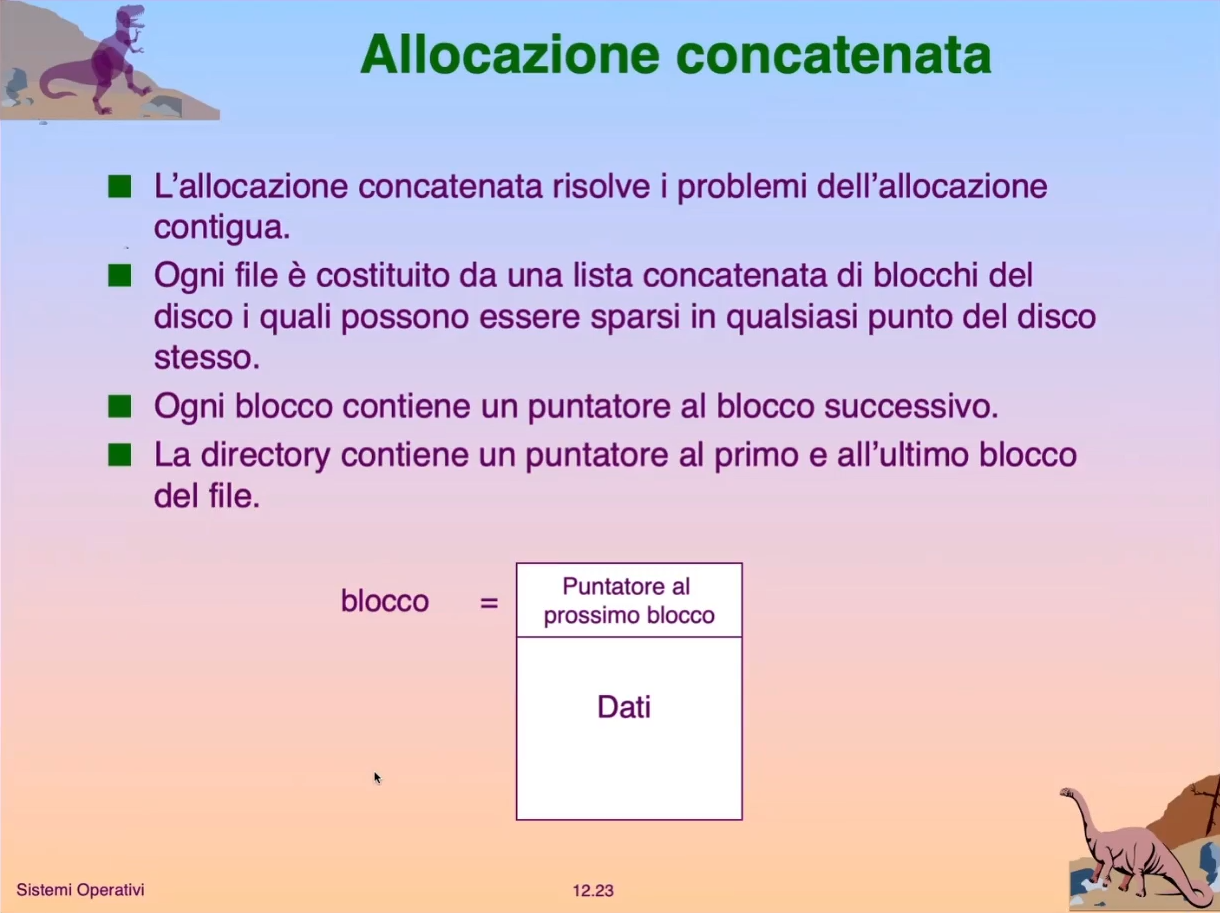 Allocazione concatenata
L'allocazione concatenata risolve i problemi dell'allocazione
contigua.
Ogni file è costituito da una lista concatenata di blocchi del
disco i quali possono essere sparsi in qualsiasi punto del disco
stesso.
Ogni blocco contiene un puntatore al blocco successivo.
La directory contiene un puntatore al primo e all'ultimo blocco
del file.
blocco =
Puntatore al
prossimo blocco
Dati
Sistemi Operativi
12.23